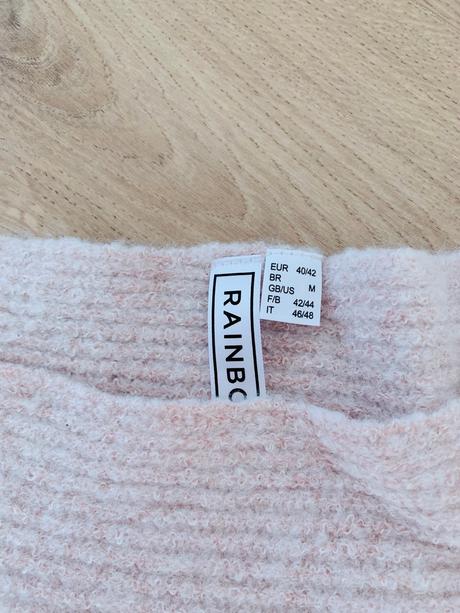 RAINBO
EUR 40/42
BR
GB/US M
F/B 42/44
IT 46/48